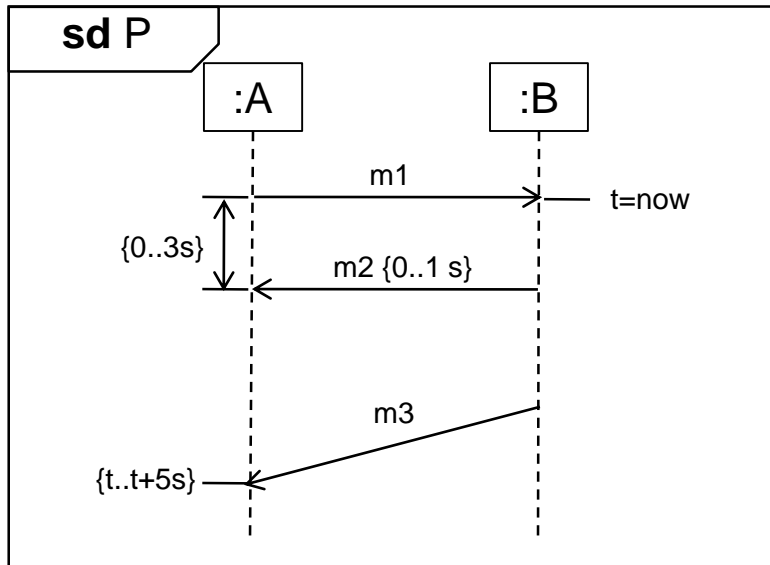 sd P
:A
:B
m1
t=now
{0..3s}
m2 {0..1 s}
m3
{t..t+5s}